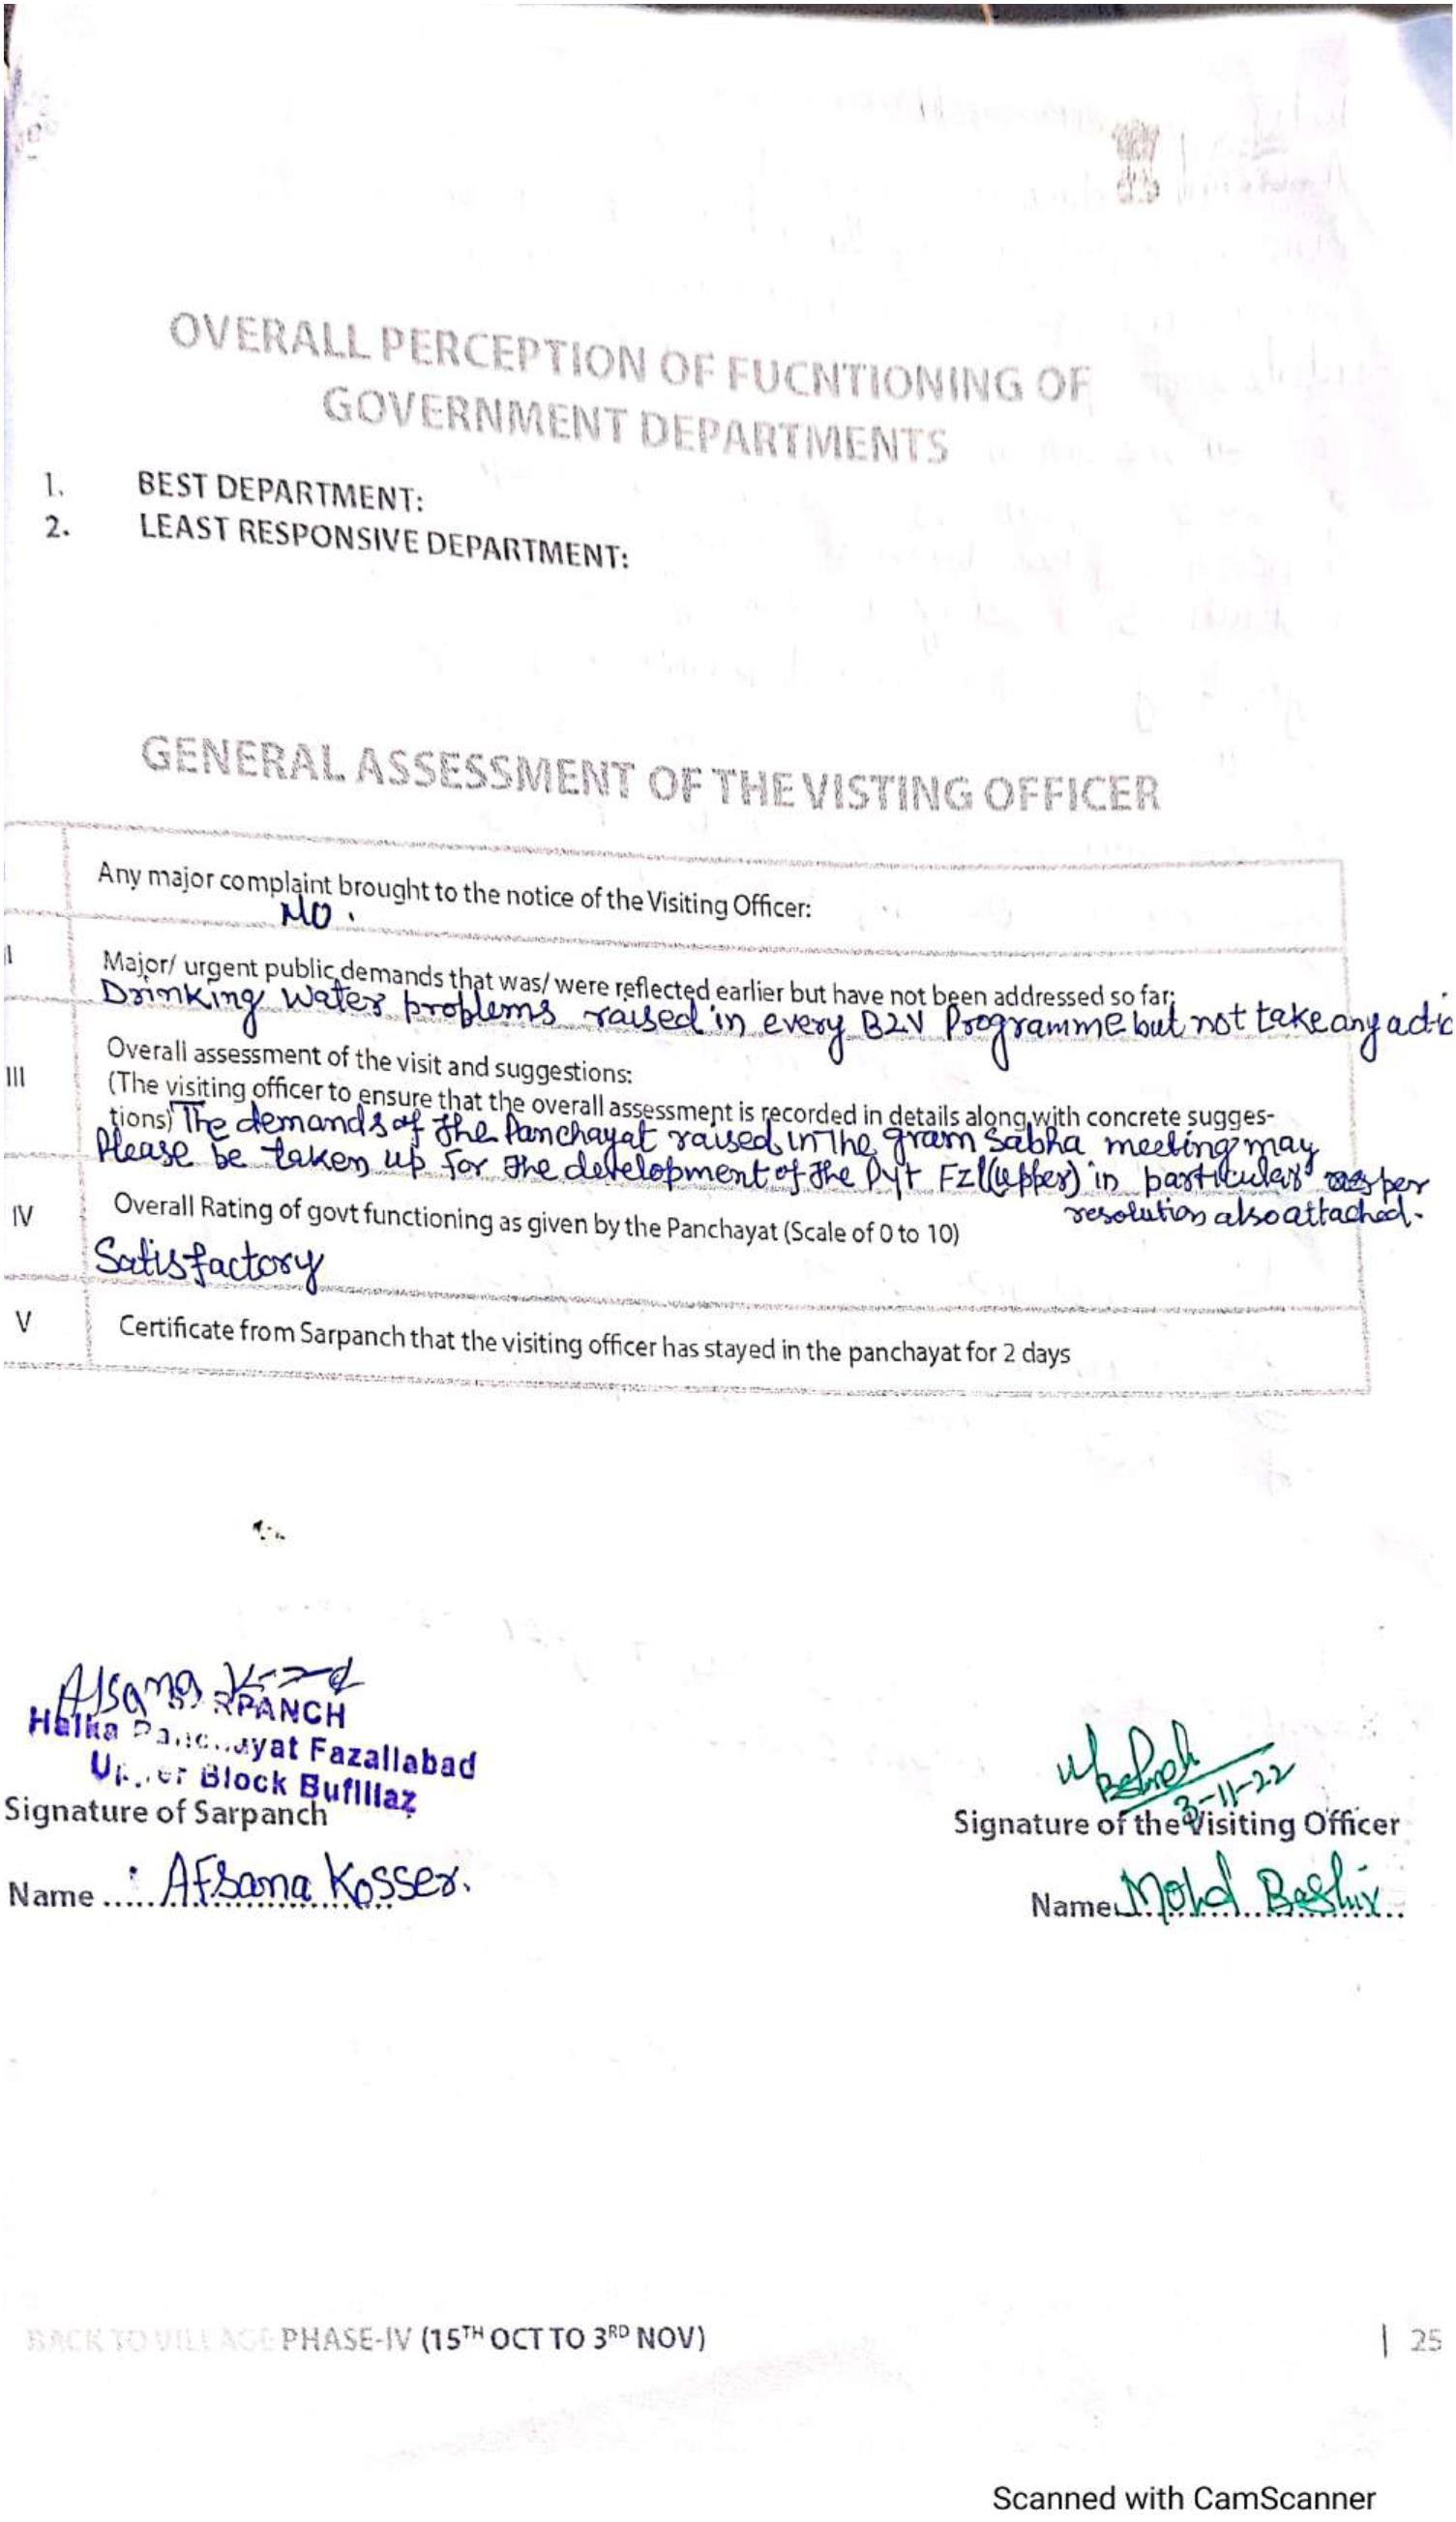 OVERALL PERCEPTION OF FUCNTIONING OF
GOVERNMENT DEPARTMENTS
1. BEST DEPARTMENT:
2. LEAST RESPONSIVE DEPARTMENT:
GENERAL ASSESSMENT OF THE VISTING OFFICER
Any major complaint brought to the notice of the Visiting Officer:
NO.
I Major/ urgent public demands that was/ were reflected earlier but have not been addressed so far:
Drinking Water problems raised in every B2V Programme but not take any actic
III Overall assessment of the visit and suggestions:
(The visiting officer to ensure that the overall assessment is recorded in details along with concrete sugges-
tions) The demands of the Panchayat raised in the gram Sabha meeting may
Please be taken up for the development of the Pyt Fzl(upper) in particular as per
resolution also attached.
IV Overall Rating of govt functioning as given by the Panchayat (Scale of 0 to 10)
Satisfactory
V Certificate from Sarpanch that the visiting officer has stayed in the panchayat for 2 days
Afsana
RPANCH
Halka Panchayat Fazallabad
Upper Block Bufliaz
Signature of Sarpanch
Name ..... : Afsana Kosser.
3-11-22
Signature of the Visiting Officer
Name. Mohd Bashir
BACK TO VILLAGE PHASE-IV (15TH OCT TO 3RD NOV)
| 25
Scanned with CamScanner